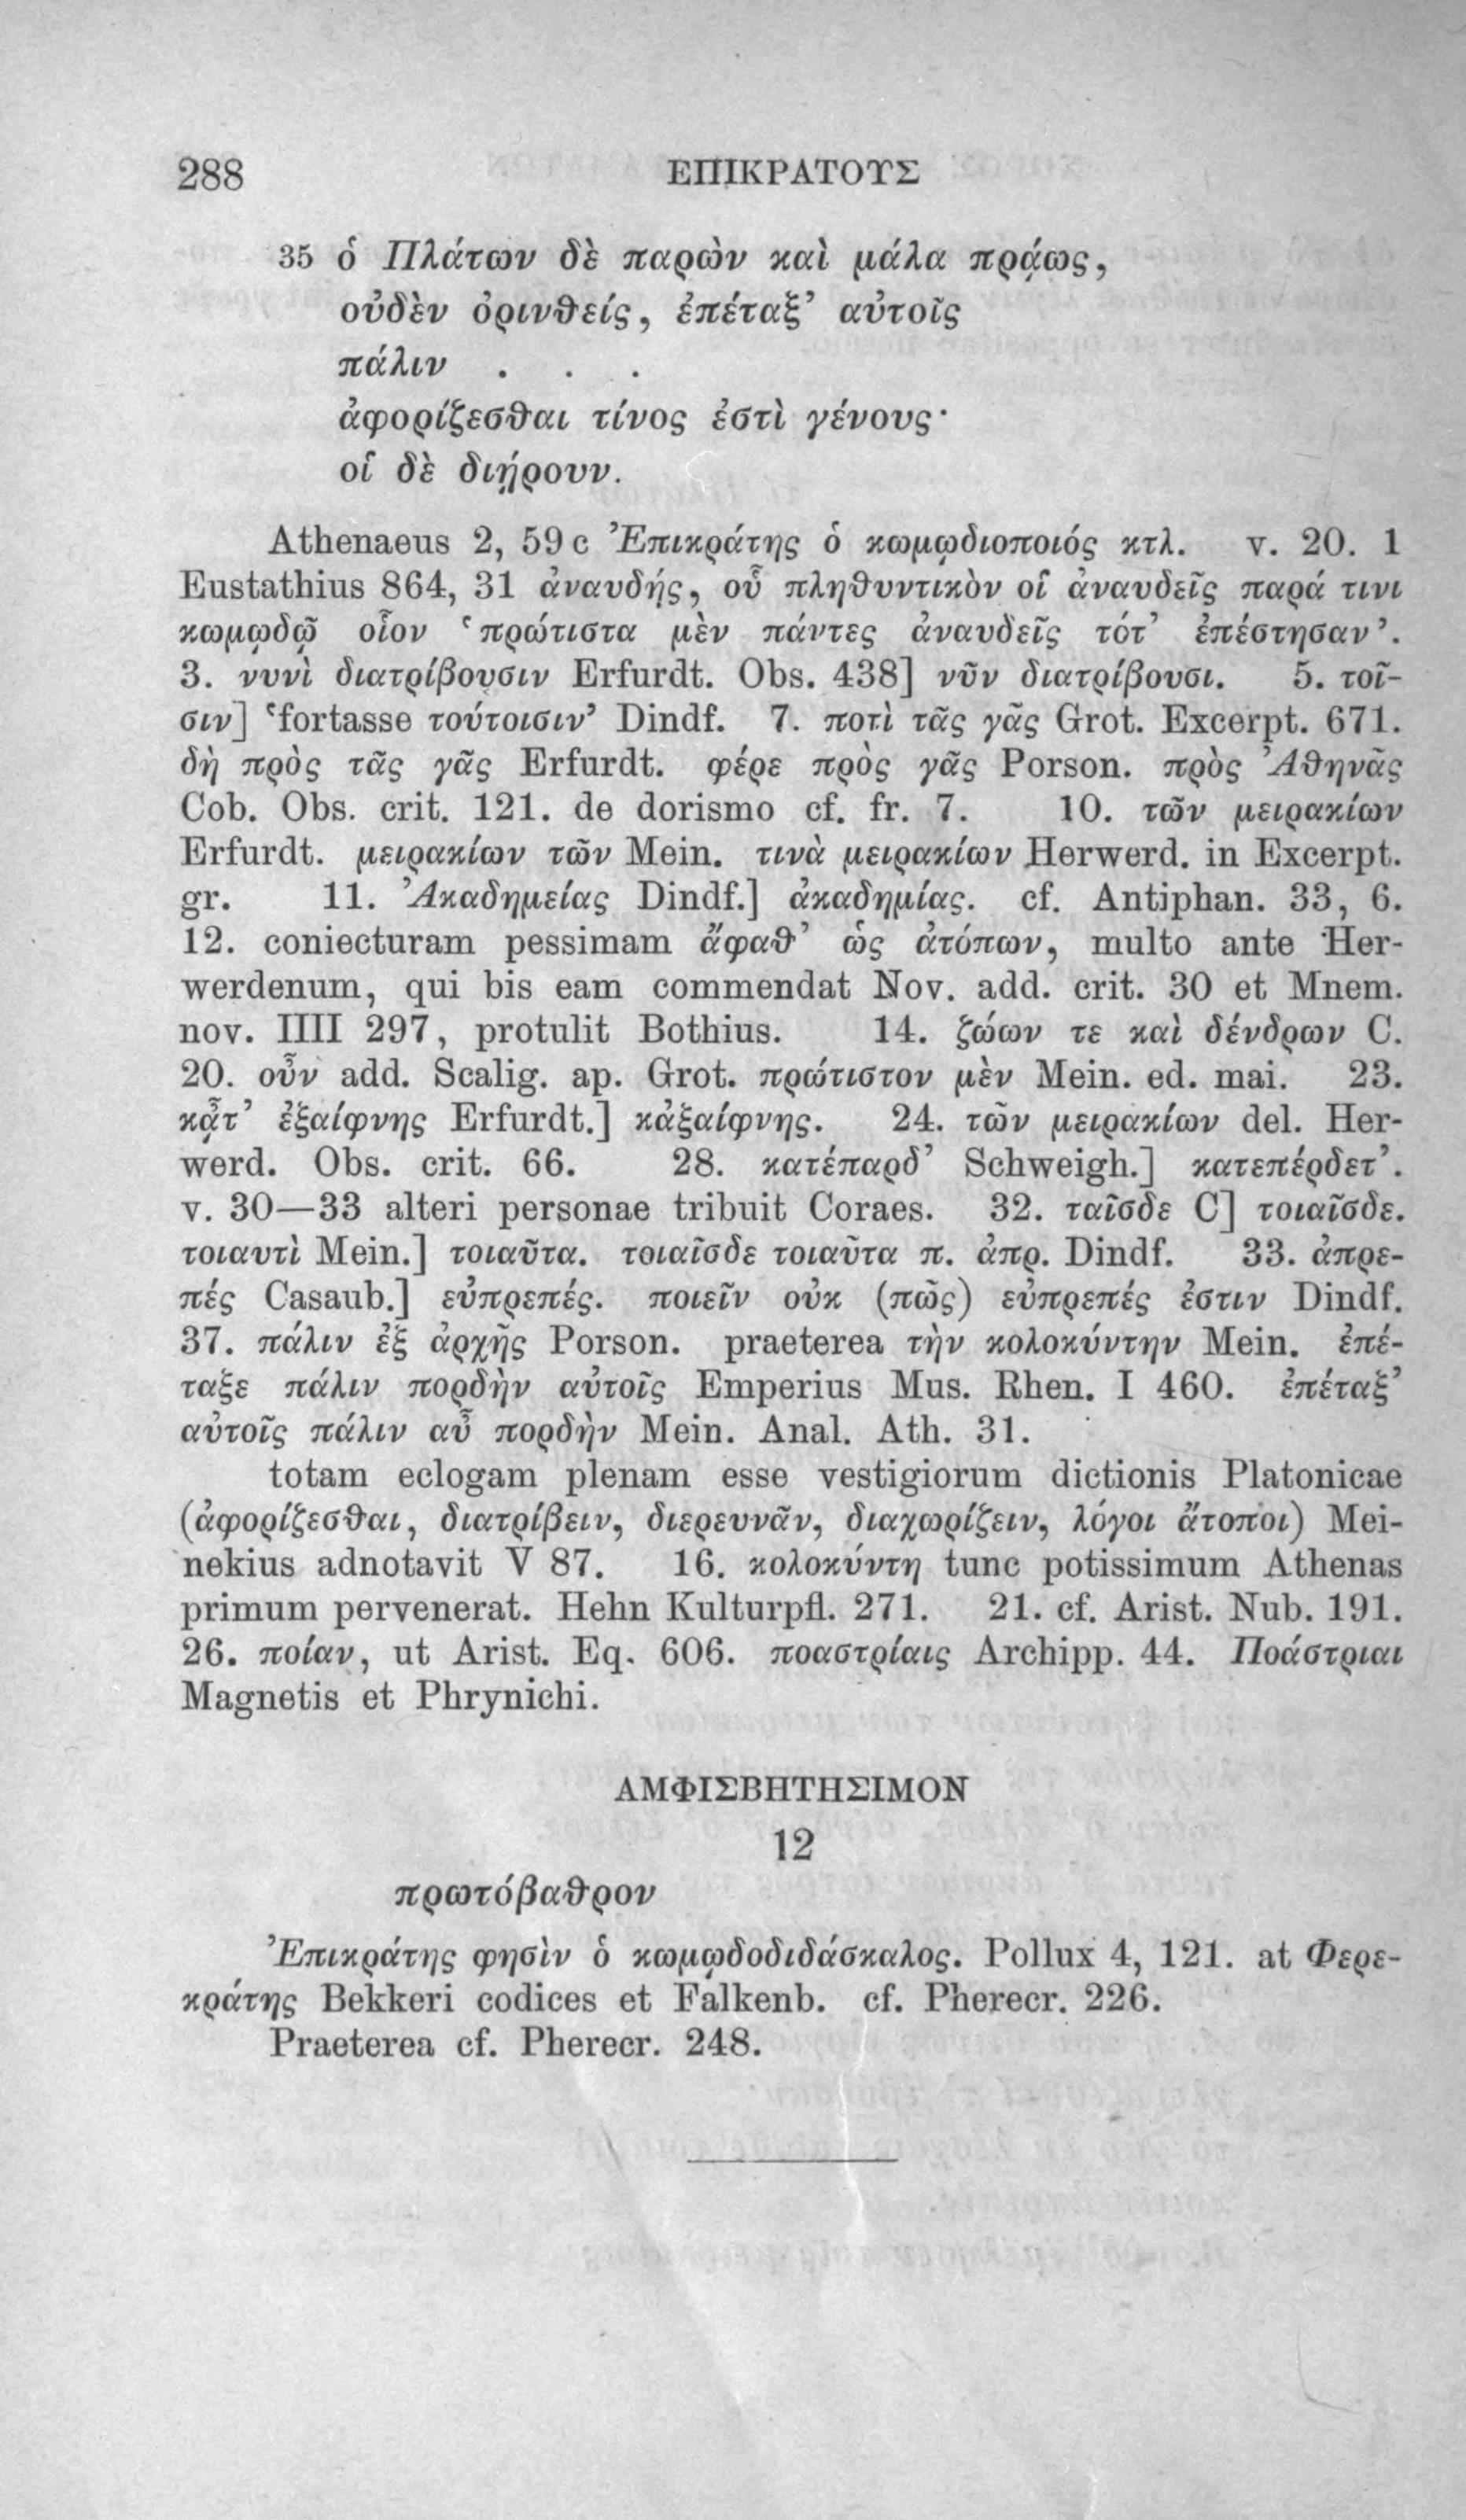 288 ΕΠΙΚΡΑΤΟΥΣ
35 ὁ Πλάτων δὲ παρὼν καὶ μάλα πρᾴως,
οὐδὲν ὀρινθείς, ἐπέταξ’ αὐτοῖς
πάλιν . . .
ἀφορίζεσθαι τίνος ἐστὶ γένους·
οἱ δὲ διῄρουν.
Athenaeus 2, 59 c Ἐπικράτης ὁ κωμῳδιοποιός κτλ. v. 20. 1
Eustathius 864, 31 ἀναυδής, οὗ πληθυντικὸν οἱ ἀναυδεῖς παρά τινι
κωμῳδῷ οἷον ‘πρώτιστα μὲν πάντες ἀναυδεῖς τότ’ ἐπέστησαν’.
3. νυνὶ διατρίβουσιν Erfurdt. Obs. 438] νῦν διατρίβουσι. 5. τοῖ-
σιν] ‘fortasse τούτοισιν’ Dindf. 7. ποτὶ τᾶς γᾶς Grot. Excerpt. 671.
δὴ πρὸς τᾶς γᾶς Erfurdt. φέρε πρὸς γᾶς Porson. πρὸς Ἀθηνᾶς
Cob. Obs. crit. 121. de dorismo cf. fr. 7. 10. τῶν μειρακίων
Erfurdt. μειρακίων τῶν Mein. τινὰ μειρακίων Herwerd. in Excerpt.
gr. 11. Ἀκαδημείας Dindf.] ἀκαδημίας. cf. Antiphan. 33, 6.
12. coniecturam pessimam ἄφαθ’ ὡς ἀτόπων, multo ante Her-
werdenum, qui bis eam commendat Nov. add. crit. 30 et Mnem.
nov. IIII 297, protulit Bothius. 14. ζώων τε καὶ δένδρων C.
20. οὖν add. Scalig. ap. Grot. πρώτιστον μὲν Mein. ed. mai. 23.
κᾆτ’ ἐξαίφνης Erfurdt.] κἀξαίφνης. 24. τῶν μειρακίων del. Her-
werd. Obs. crit. 66. 28. κατέπαρδ’ Schweigh.] κατεπέρδετ’.
v. 30—33 alteri personae tribuit Coraes. 32. ταῖσδε C] τοιαῖσδε.
τοιαυτὶ Mein.] τοιαῦτα. τοιαῖσδε τοιαῦτα π. ἀπρ. Dindf. 33. ἀπρε-
πές Casaub.] εὐπρεπές. ποιεῖν οὐκ (πῶς) εὐπρεπές ἐστιν Dindf.
37. πάλιν ἐξ ἀρχῆς Porson. praeterea τὴν κολοκύντην Mein. ἐπέ-
ταξε πάλιν πορδὴν αὐτοῖς Emperius Mus. Rhen. I 460. ἐπέταξ’
αὐτοῖς πάλιν αὖ πορδὴν Mein. Anal. Ath. 31.
totam eclogam plenam esse vestigiorum dictionis Platonicae
(ἀφορίζεσθαι, διατρίβειν, διερευνᾶν, διαχωρίζειν, λόγοι ἄτοποι) Mei-
nekius adnotavit V 87. 16. κολοκύντη tunc potissimum Athenas
primum pervenerat. Hehn Kulturpfl. 271. 21. cf. Arist. Nub. 191.
26. ποίαν, ut Arist. Eq. 606. ποαστρίαις Archipp. 44. Ποάστριαι
Magnetis et Phrynichi.
ΑΜΦΙΣΒΗΤΗΣΙΜΟΝ
12
πρωτόβαθρον
Ἐπικράτης φησὶν ὁ κωμῳδοδιδάσκαλος. Pollux 4, 121. at Φερε-
κράτης Bekkeri codices et Falkenb. cf. Pherecr. 226.
Praeterea cf. Pherecr. 248.